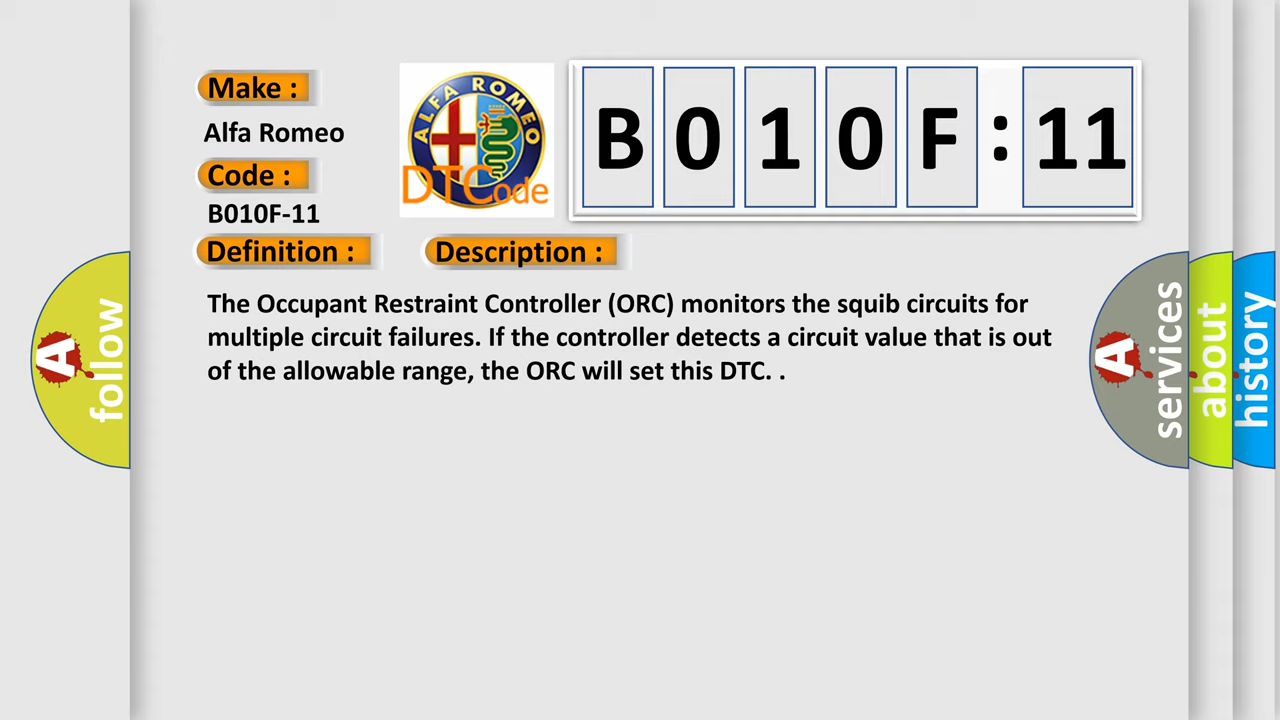 Make :
Alfa Romeo
Code :
B010F-11
ALFA ROMEO
DTCode
B010F:11
Definition :
Description :
The Occupant Restraint Controller (ORC) monitors the squib circuits for
multiple circuit failures. If the controller detects a circuit value that is out
of the allowable range, the ORC will set this DTC. .
A follow
A services
about
history